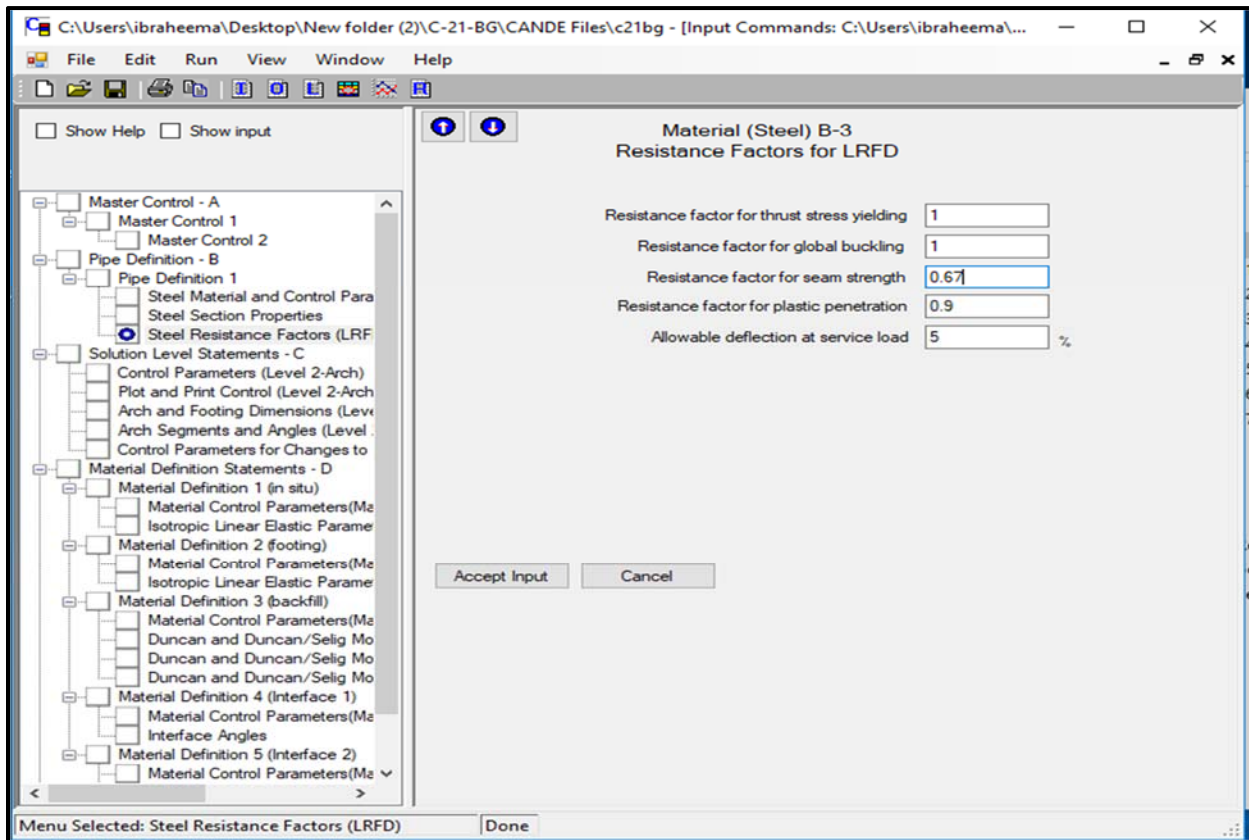 C:\Users\ibraheema\Desktop\New folder (2)\C-21-BG\CANDE Files\c21bg - [Input Commands: C:\Users\ibraheema\...
File Edit Run View Window Help
Show Help Show input
Material (Steel) B-3
Resistance Factors for LRFD
Resistance factor for thrust stress yielding 1
Resistance factor for global buckling 1
Resistance factor for seam strength 0.67
Resistance factor for plastic penetration 0.9
Allowable deflection at service load 5 %
Accept Input Cancel
Master Control - A
Master Control 1
Master Control 2
Pipe Definition - B
Pipe Definition 1
Steel Material and Control Para
Steel Section Properties
Steel Resistance Factors (LRF
Solution Level Statements - C
Control Parameters (Level 2-Arch)
Plot and Print Control (Level 2-Arch
Arch and Footing Dimensions (Leve
Arch Segments and Angles (Level
Control Parameters for Changes to
Material Definition Statements - D
Material Definition 1 (in situ)
Material Control Parameters(Ma
Isotropic Linear Elastic Parame
Material Definition 2 (footing)
Material Control Parameters(Ma
Isotropic Linear Elastic Parame
Material Definition 3 (backfill)
Material Control Parameters(Ma
Duncan and Duncan/Selig Mo
Duncan and Duncan/Selig Mo
Duncan and Duncan/Selig Mo
Material Definition 4 (Interface 1)
Material Control Parameters(Ma
Interface Angles
Material Definition 5 (Interface 2)
Material Control Parameters(Ma
Menu Selected: Steel Resistance Factors (LRFD) Done